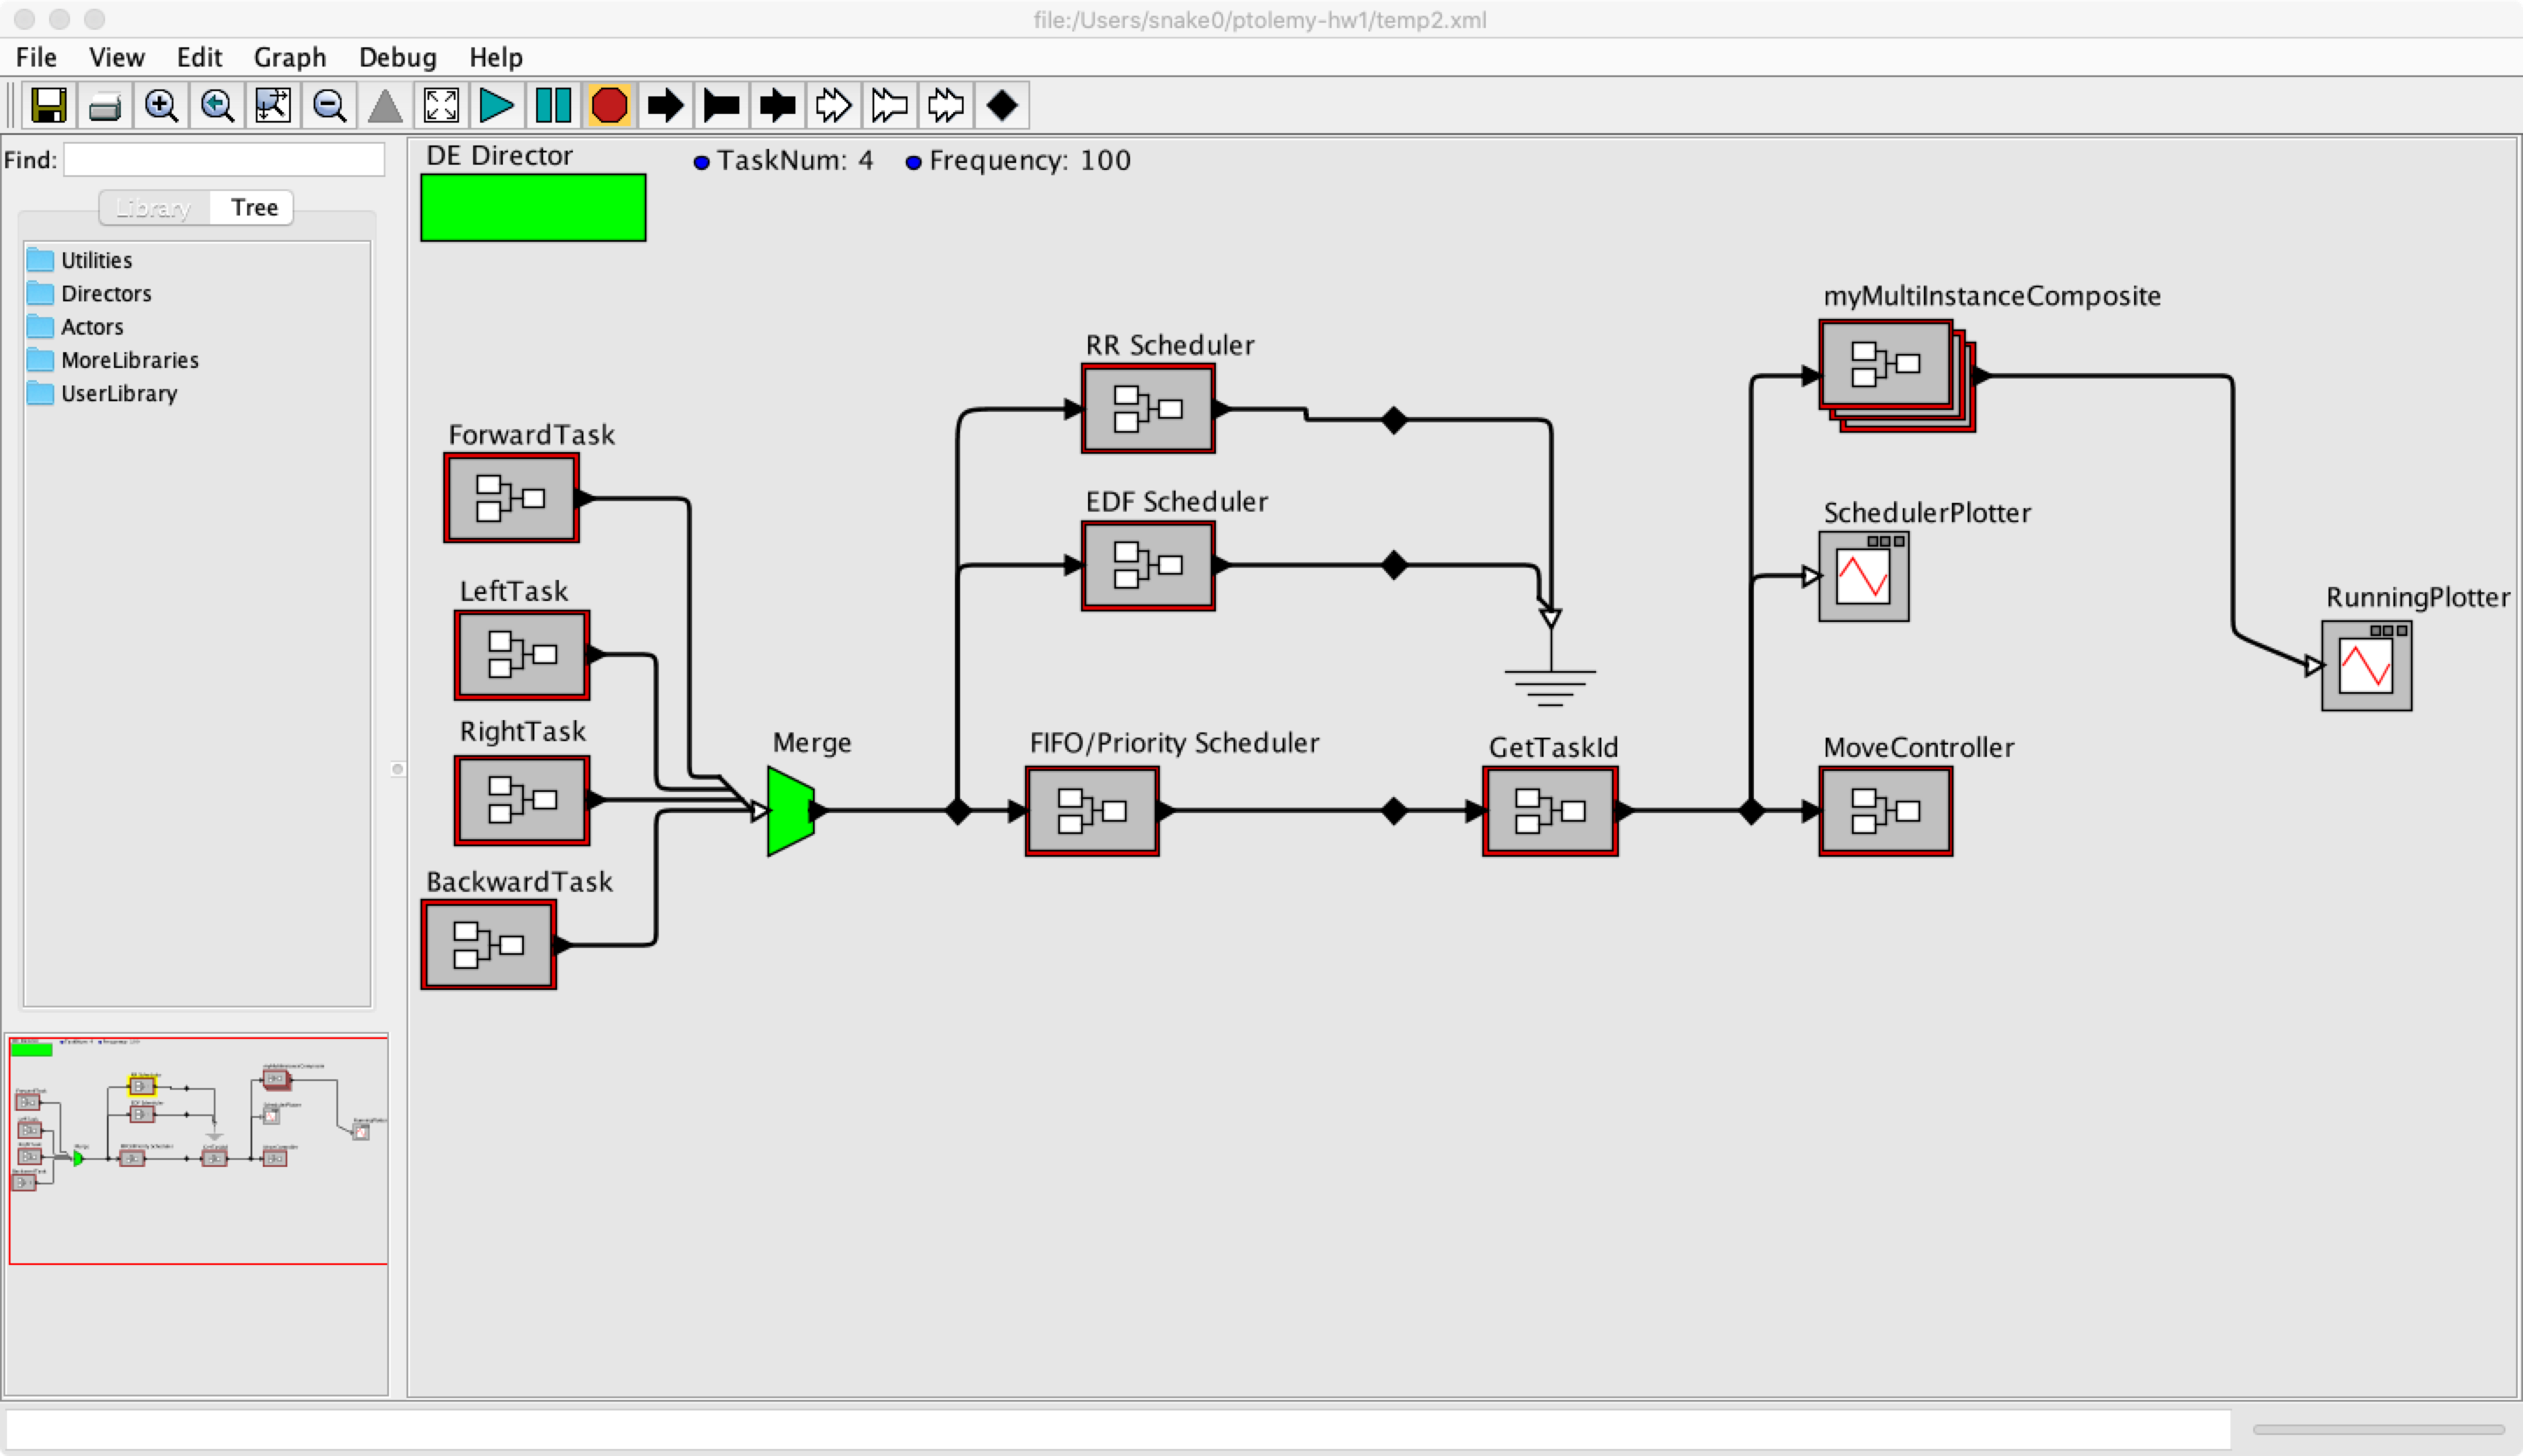 file:/Users/snake0/ptolemy-hw1/temp2.xml
File View Edit Graph Debug Help
Find:
Library Tree
Utilities
Directors
Actors
MoreLibraries
UserLibrary
DE Director
TaskNum: 4
Frequency: 100
ForwardTask
LeftTask
RightTask
BackwardTask
Merge
RR Scheduler
EDF Scheduler
FIFO/Priority Scheduler
GetTaskId
myMultiInstanceComposite
SchedulerPlotter
MoveController
RunningPlotter